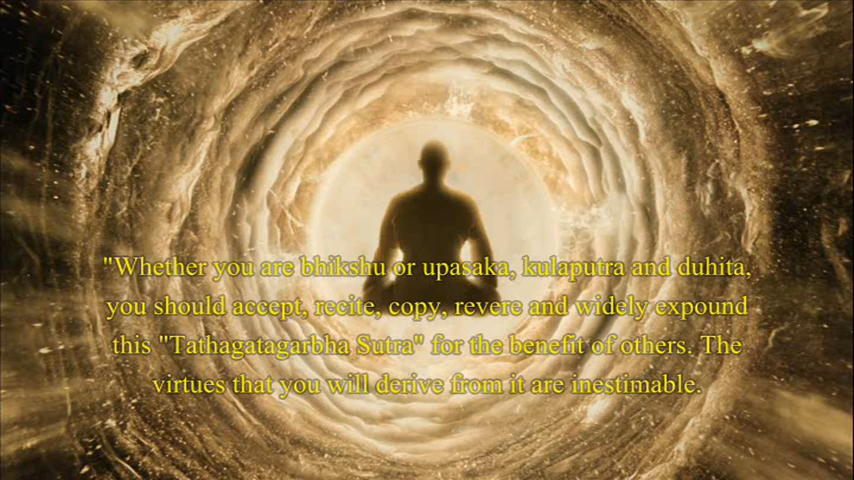 "Whether you are bhikshu or upasaka, kulaputra and duhita,
you should accept, recite, copy, revere and widely expound
this "Tathagatagarbha Sutra" for the benefit of others. The
virtues that you will derive from it are inestimable.